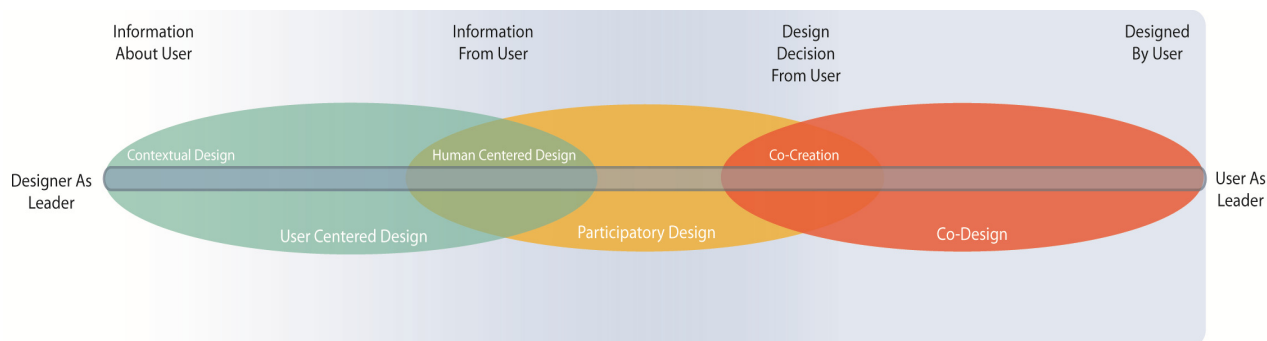 Information
About User
Information
From User
Design
Decision
From User
Designed
By User
Contextual Design
Human Centered Design
Co-Creation
Designer As
Leader
User As
Leader
User Centered Design
Participatory Design
Co-Design